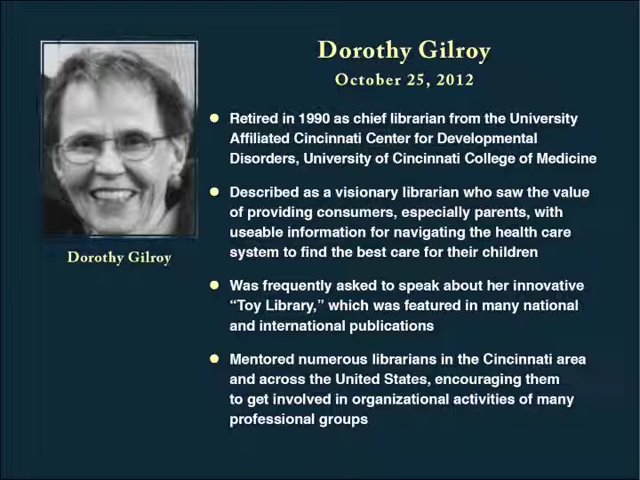 Dorothy Gilroy
October 25, 2012
Retired in 1990 as chief librarian from the University
Affiliated Cincinnati Center for Developmental
Disorders, University of Cincinnati College of Medicine
Described as a visionary librarian who saw the value
of providing consumers, especially parents, with
useable information for navigating the health care
system to find the best care for their children
Was frequently asked to speak about her innovative
“Toy Library,” which was featured in many national
and international publications
Mentored numerous librarians in the Cincinnati area
and across the United States, encouraging them
to get involved in organizational activities of many
professional groups
Dorothy Gilroy